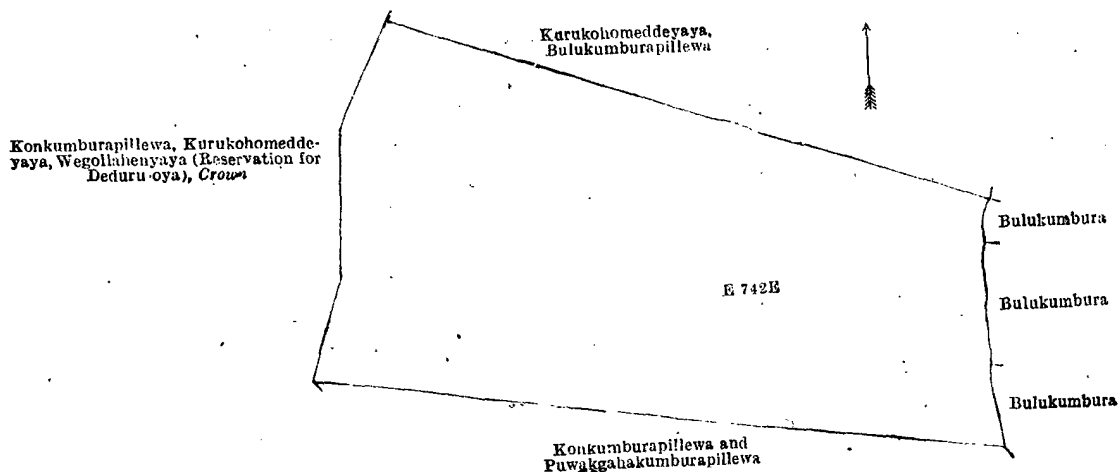 Kurukohomeddeyaya,
Bulukumburapillewa
Konkumburapillewa, Kurukohomedde-
yaya, Wegollahenyaya (Reservation for
Deduru-oya), Crown
Bulukumbura
E 742E
Bulukumbura
Bulukumbura
Konkumburapillewa and
Puwakgahakumburapillewa